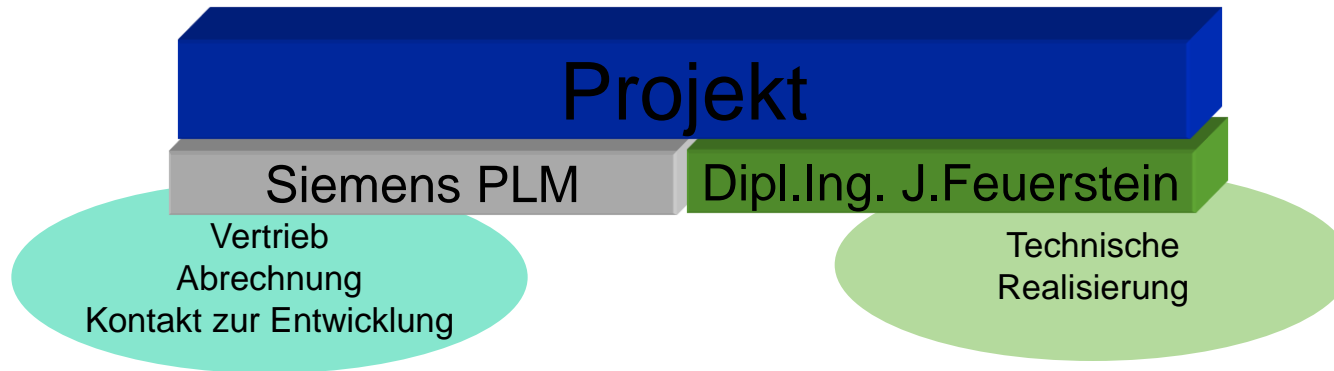 Projekt
Siemens PLM
Dipl.Ing. J.Feuerstein
Vertrieb
Abrechnung
Kontakt zur Entwicklung
Technische
Realisierung